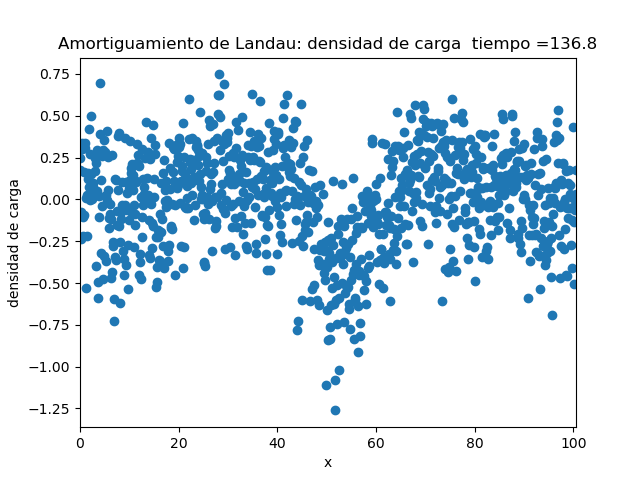 Amortiguamiento de Landau: densidad de carga  tiempo =136.8
densidad de carga
0.75
0.50
0.25
0.00
−0.25
−0.50
−0.75
−1.00
−1.25
0 20 40 60 80 100
x